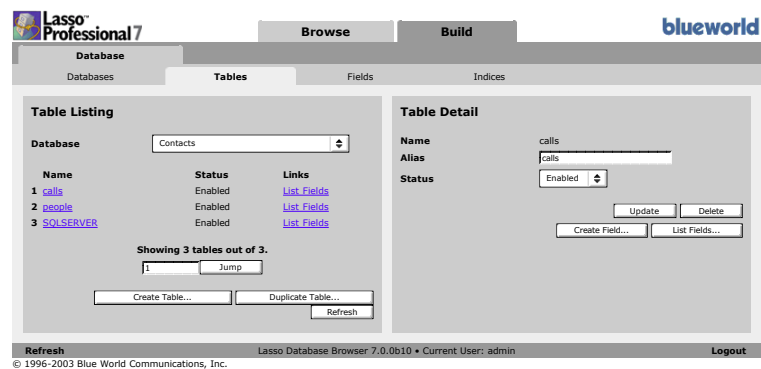 Lasso™
Professional 7
Browse
Build
blueworld
Database
Databases
Tables
Fields
Indices
Table Listing
Database
Contacts
Name Status Links
1 calls Enabled List Fields
2 people Enabled List Fields
3 SQLSERVER Enabled List Fields
Showing 3 tables out of 3.
1 Jump
Create Table... Duplicate Table...
Refresh
Table Detail
Name calls
Alias calls
Status Enabled
Update Delete
Create Field... List Fields...
Refresh Lasso Database Browser 7.0.0b10 • Current User: admin Logout
© 1996-2003 Blue World Communications, Inc.